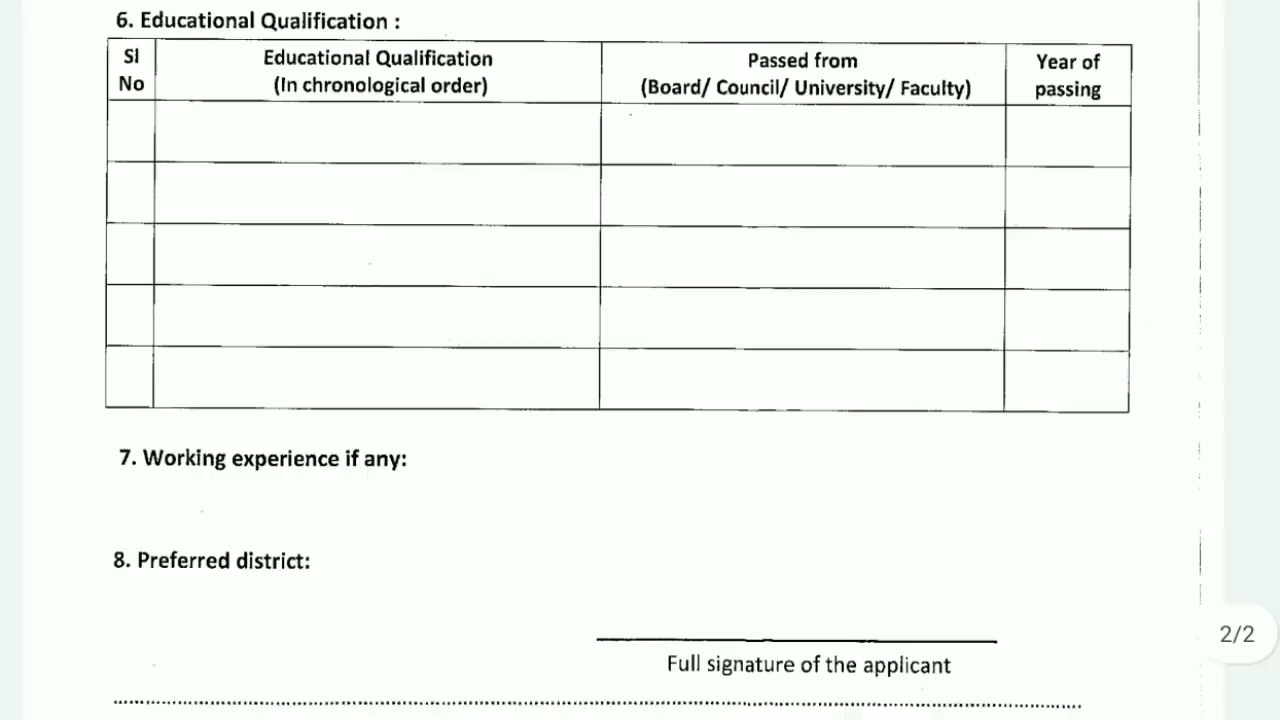 6. Educational Qualification :
Sl No
Educational Qualification
(In chronological order)
Passed from
(Board/ Council/ University/ Faculty)
Year of passing
7. Working experience if any:
8. Preferred district:
2/2
Full signature of the applicant